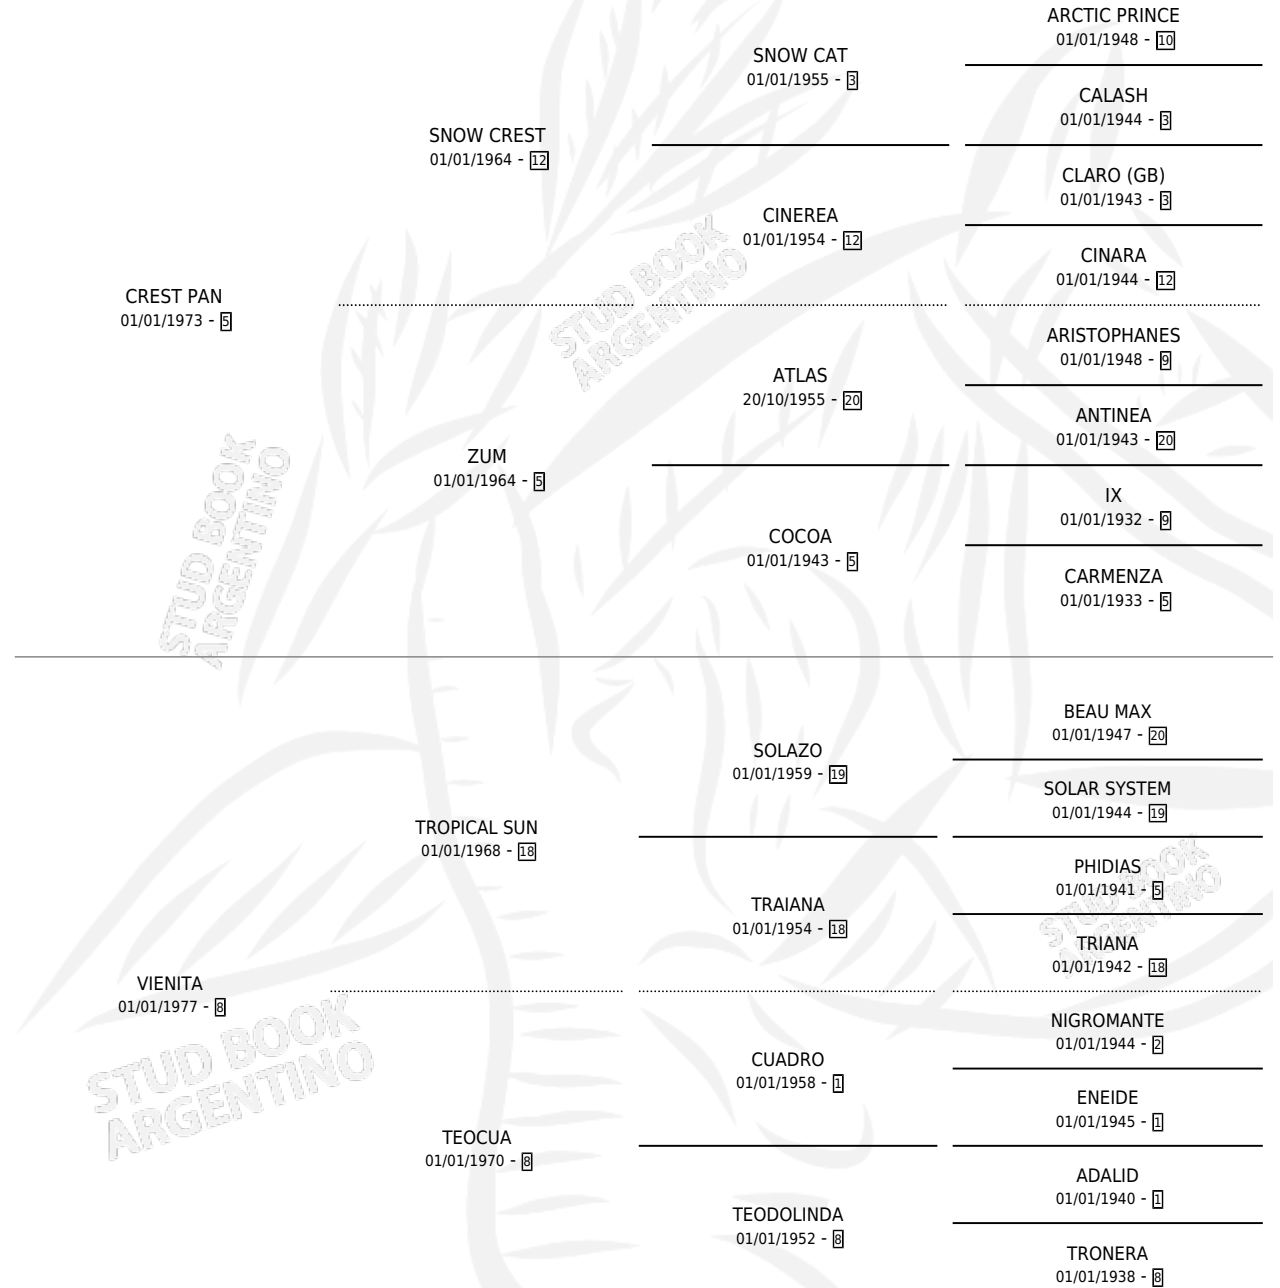 ARCTIC PRINCE
01/01/1948 - 10
SNOW CAT
01/01/1955 - 3
CALASH
01/01/1944 - 3
SNOW CREST
01/01/1964 - 12
CLARO (GB)
01/01/1943 - 3
CINEREA
01/01/1954 - 12
CINARA
01/01/1944 - 12
CREST PAN
01/01/1973 - 5
STUD BOOK
ARGENTINO
ARISTOPHANES
01/01/1948 - 9
ATLAS
20/10/1955 - 20
ANTINEA
01/01/1943 - 20
ZUM
01/01/1964 - 5
IX
01/01/1932 - 9
COCOA
01/01/1943 - 5
CARMENZA
01/01/1933 - 5
STUD BOOK
ARGENTINO
BEAU MAX
01/01/1947 - 20
SOLAZO
01/01/1959 - 19
SOLAR SYSTEM
01/01/1944 - 19
TROPICAL SUN
01/01/1968 - 18
PHIDIAS
01/01/1941 - 5
STUD BOOK
ARGENTINO
TRAIANA
01/01/1954 - 18
TRIANA
01/01/1942 - 18
VIENITA
01/01/1977 - 8
NIGROMANTE
01/01/1944 - 2
CUADRO
01/01/1958 - 1
STUD BOOK
ARGENTINO
ENEIDE
01/01/1945 - 1
TEOCUA
01/01/1970 - 8
ADALID
01/01/1940 - 1
TEODOLINDA
01/01/1952 - 8
TRONERA
01/01/1938 - 8